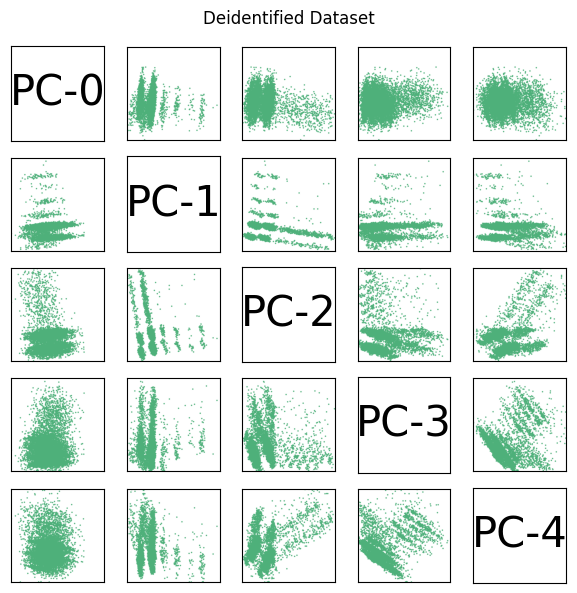 Deidentified Dataset
PC-0
PC-1
PC-2
PC-3
PC-4